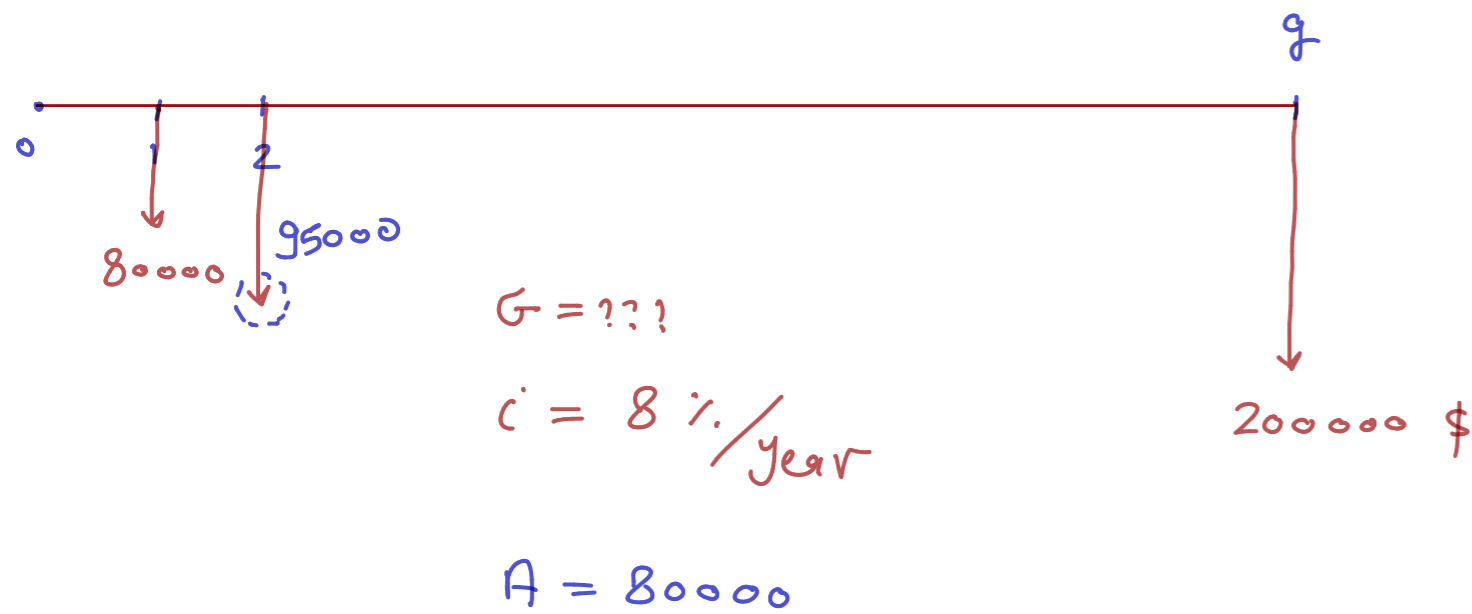 9
0 1 2
95000
80000
G = ???
i = 8 %/year
200000 $
A = 80000